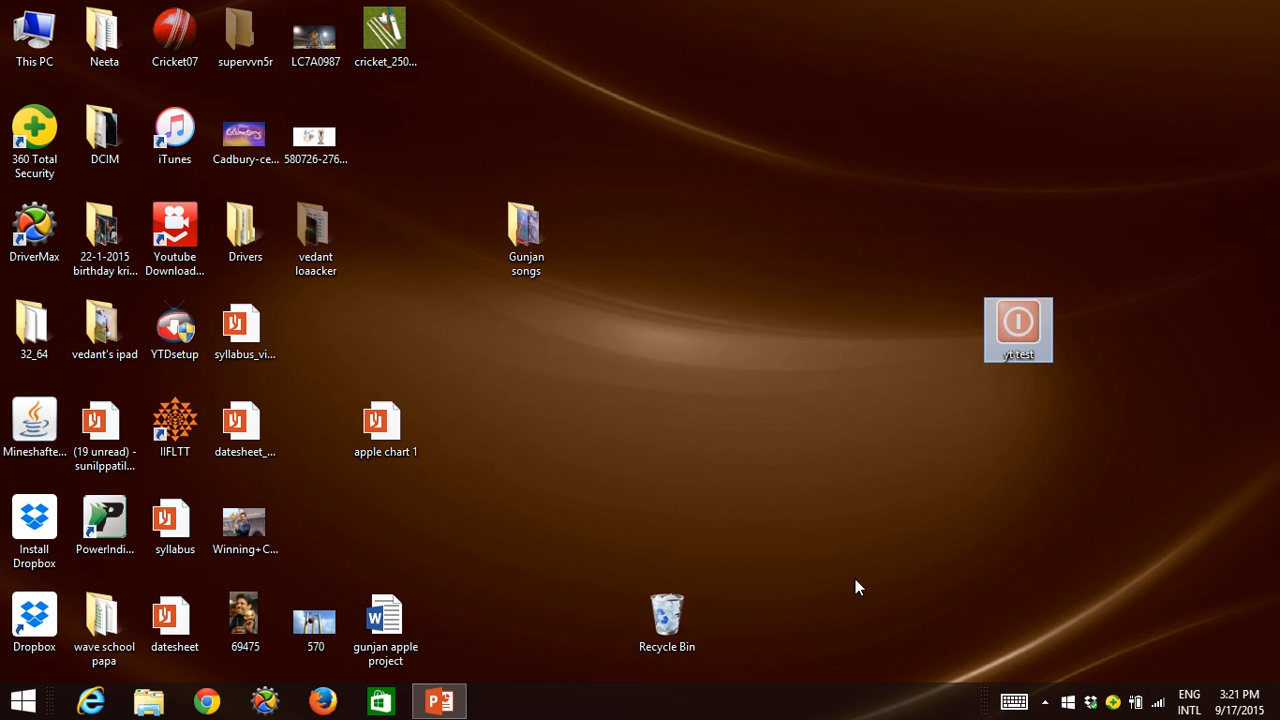 This PC
Neeta
Cricket07
supervvn5r
LC7A0987
cricket_250...
360 Total
Security
DCIM
iTunes
Cadbury-ce...
580726-276...
DriverMax
22-1-2015
birthday kri...
Youtube
Download...
Drivers
vedant
loaacker
Gunjan
songs
32_64
vedant's ipad
YTDsetup
syllabus_vi...
yt test
Mineshafte...
(19 unread) -
sunilppatil...
IIFLTT
datesheet_...
apple chart 1
Install
Dropbox
PowerIndi...
syllabus
Winning+C...
Dropbox
wave school
papa
datesheet
69475
570
gunjan apple
project
Recycle Bin
ENG
INTL
3:21 PM
9/17/2015